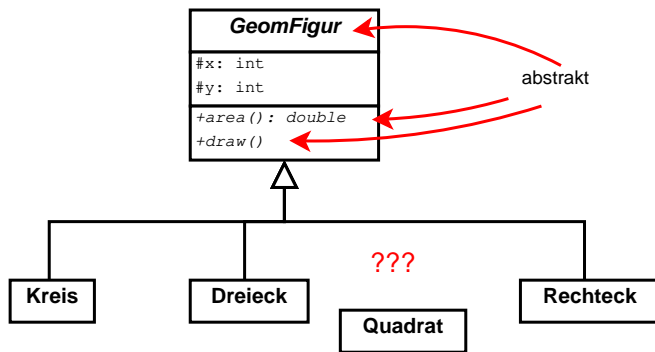 GeomFigur
#x: int
#y: int
abstrakt
+area(): double
+draw()
???
Kreis
Dreieck
Rechteck
Quadrat